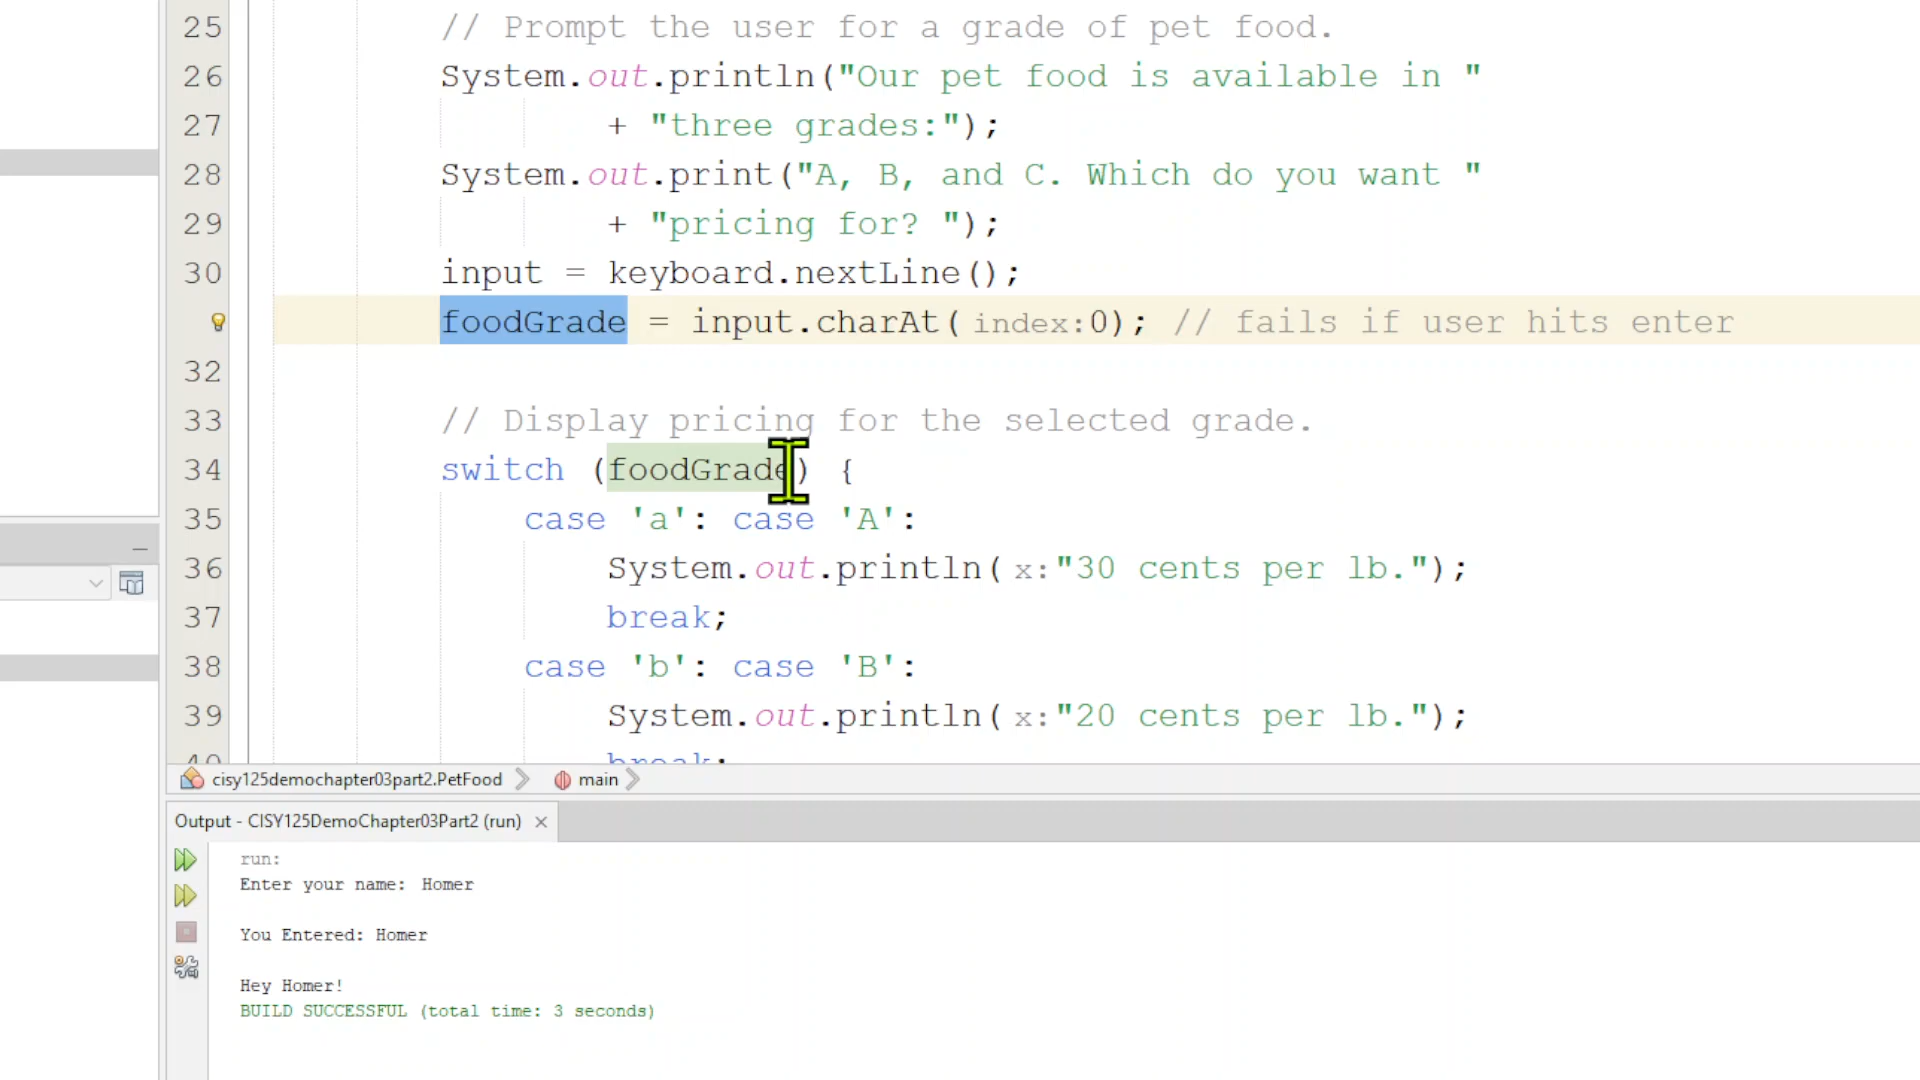 25 // Prompt the user for a grade of pet food.
26 System.out.println("Our pet food is available in "
27 + "three grades:");
28 System.out.print("A, B, and C. Which do you want "
29 + "pricing for? ");
30 input = keyboard.nextLine();
foodGrade = input.charAt( index:0); // fails if user hits enter
32
33 // Display pricing for the selected grade.
34 switch (foodGrade) {
35 case 'a': case 'A':
36 System.out.println( x:"30 cents per lb.");
37 break;
38 case 'b': case 'B':
39 System.out.println( x:"20 cents per lb.");
40 break;
cisy125demochapter03part2.PetFood main
Output - CISY125DemoChapter03Part2 (run)
run:
Enter your name: Homer
You Entered: Homer
Hey Homer!
BUILD SUCCESSFUL (total time: 3 seconds)